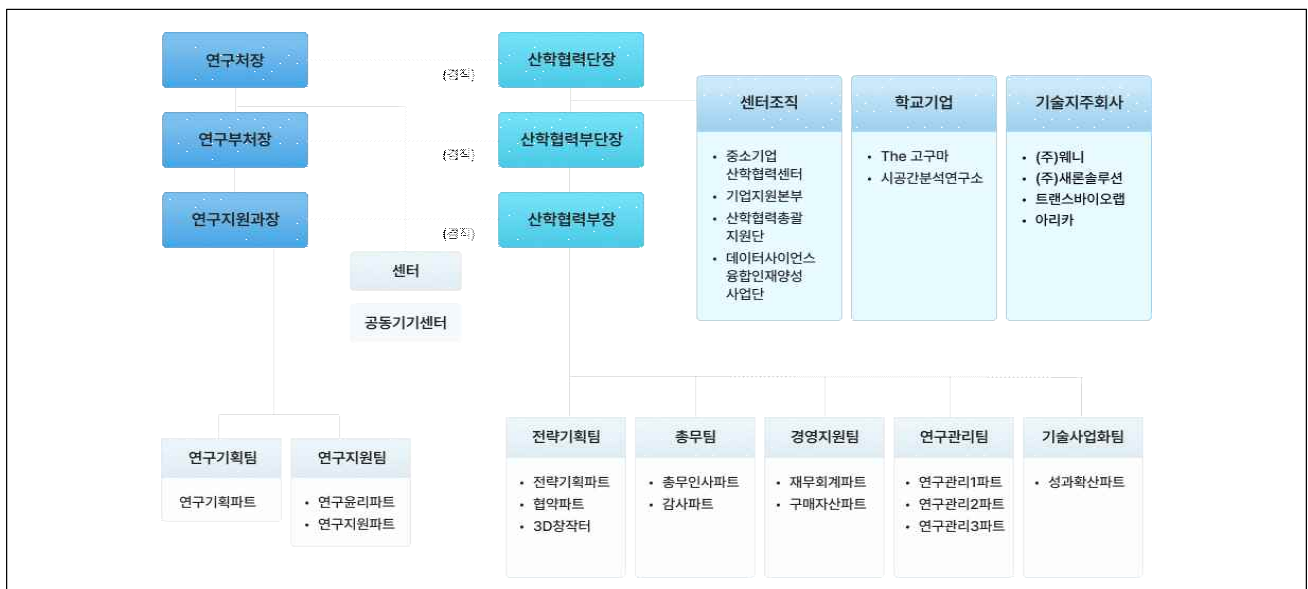 연구처장
(겸직)
산학협력단장
연구부처장
(겸직)
산학협력부단장
연구지원과장
(겸직)
산학협력부장
센터
공동기기센터
센터조직
• 중소기업
산학협력센터
• 기업지원본부
• 산학협력총괄
지원단
• 데이터사이언스
융합인재양성
사업단
학교기업
• The 고구마
• 시공간분석연구소
기술지주회사
• (주)웨니
• (주)새론솔루션
• 트랜스바이오랩
• 아리카
연구기획팀
연구기획파트
연구지원팀
• 연구윤리파트
• 연구지원파트
전략기획팀
• 전략기획파트
• 협약파트
• 3D창작터
총무팀
• 총무인사파트
• 감사파트
경영지원팀
• 재무회계파트
• 구매자산파트
연구관리팀
• 연구관리1파트
• 연구관리2파트
• 연구관리3파트
기술사업화팀
• 성과확산파트